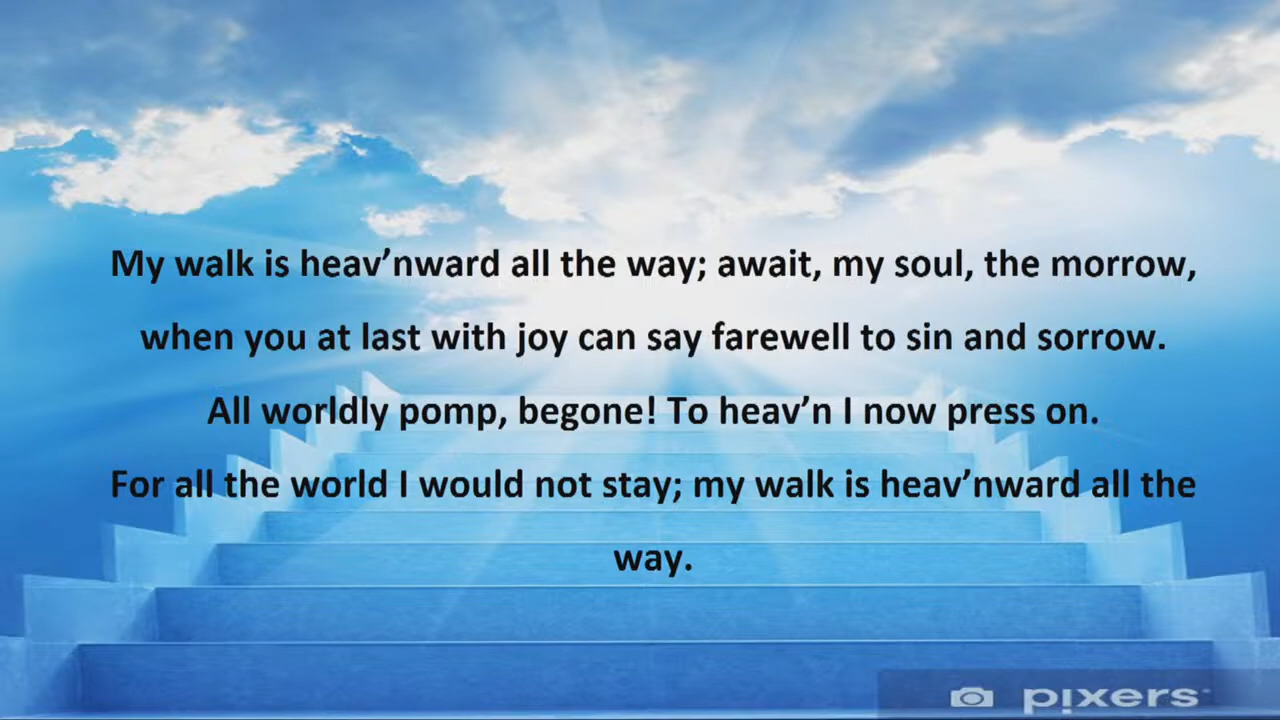 My walk is heav’nward all the way; await, my soul, the morrow,
when you at last with joy can say farewell to sin and sorrow.
All worldly pomp, begone! To heav’n I now press on.
For all the world I would not stay; my walk is heav’nward all the
way.
pixers